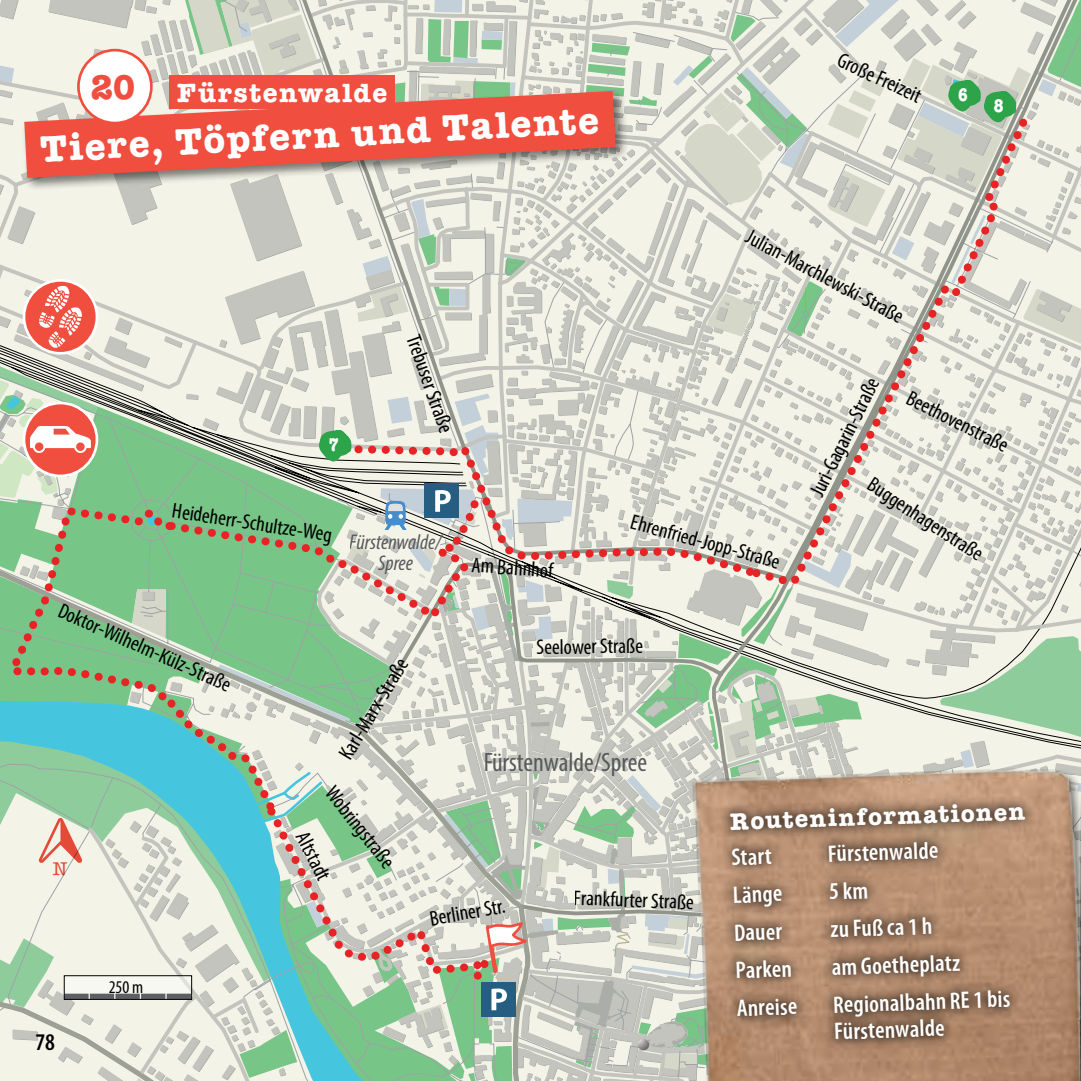 20
Fürstenwalde
Tiere, Töpfern und Talente
Große Freizeit
6
8
Julian-Marchlewski-Straße
Trebuser Straße
Juri-Gagarin-Straße
Beethovenstraße
7
Buggenhagenstraße
P
Heideherr-Schultze-Weg
Ehrenfried-Jopp-Straße
Fürstenwalde/
Spree
Am Bahnhof
Doktor-Wilhelm-Külz-Straße
Seelower Straße
Karl-Marx-Straße
Fürstenwalde/Spree
Wobringstraße
Altstadt
N
Berliner Str.
Frankfurter Straße
250 m
P
78
Routeninformationen
Start Fürstenwalde
Länge 5 km
Dauer zu Fuß ca 1 h
Parken am Goetheplatz
Anreise Regionalbahn RE 1 bis
Fürstenwalde